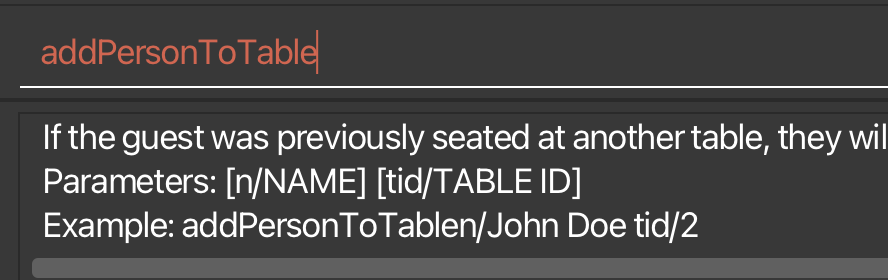 addPersonToTable
If the guest was previously seated at another table, they wil
Parameters: [n/NAME] [tid/TABLE ID]
Example: addPersonToTablen/John Doe tid/2